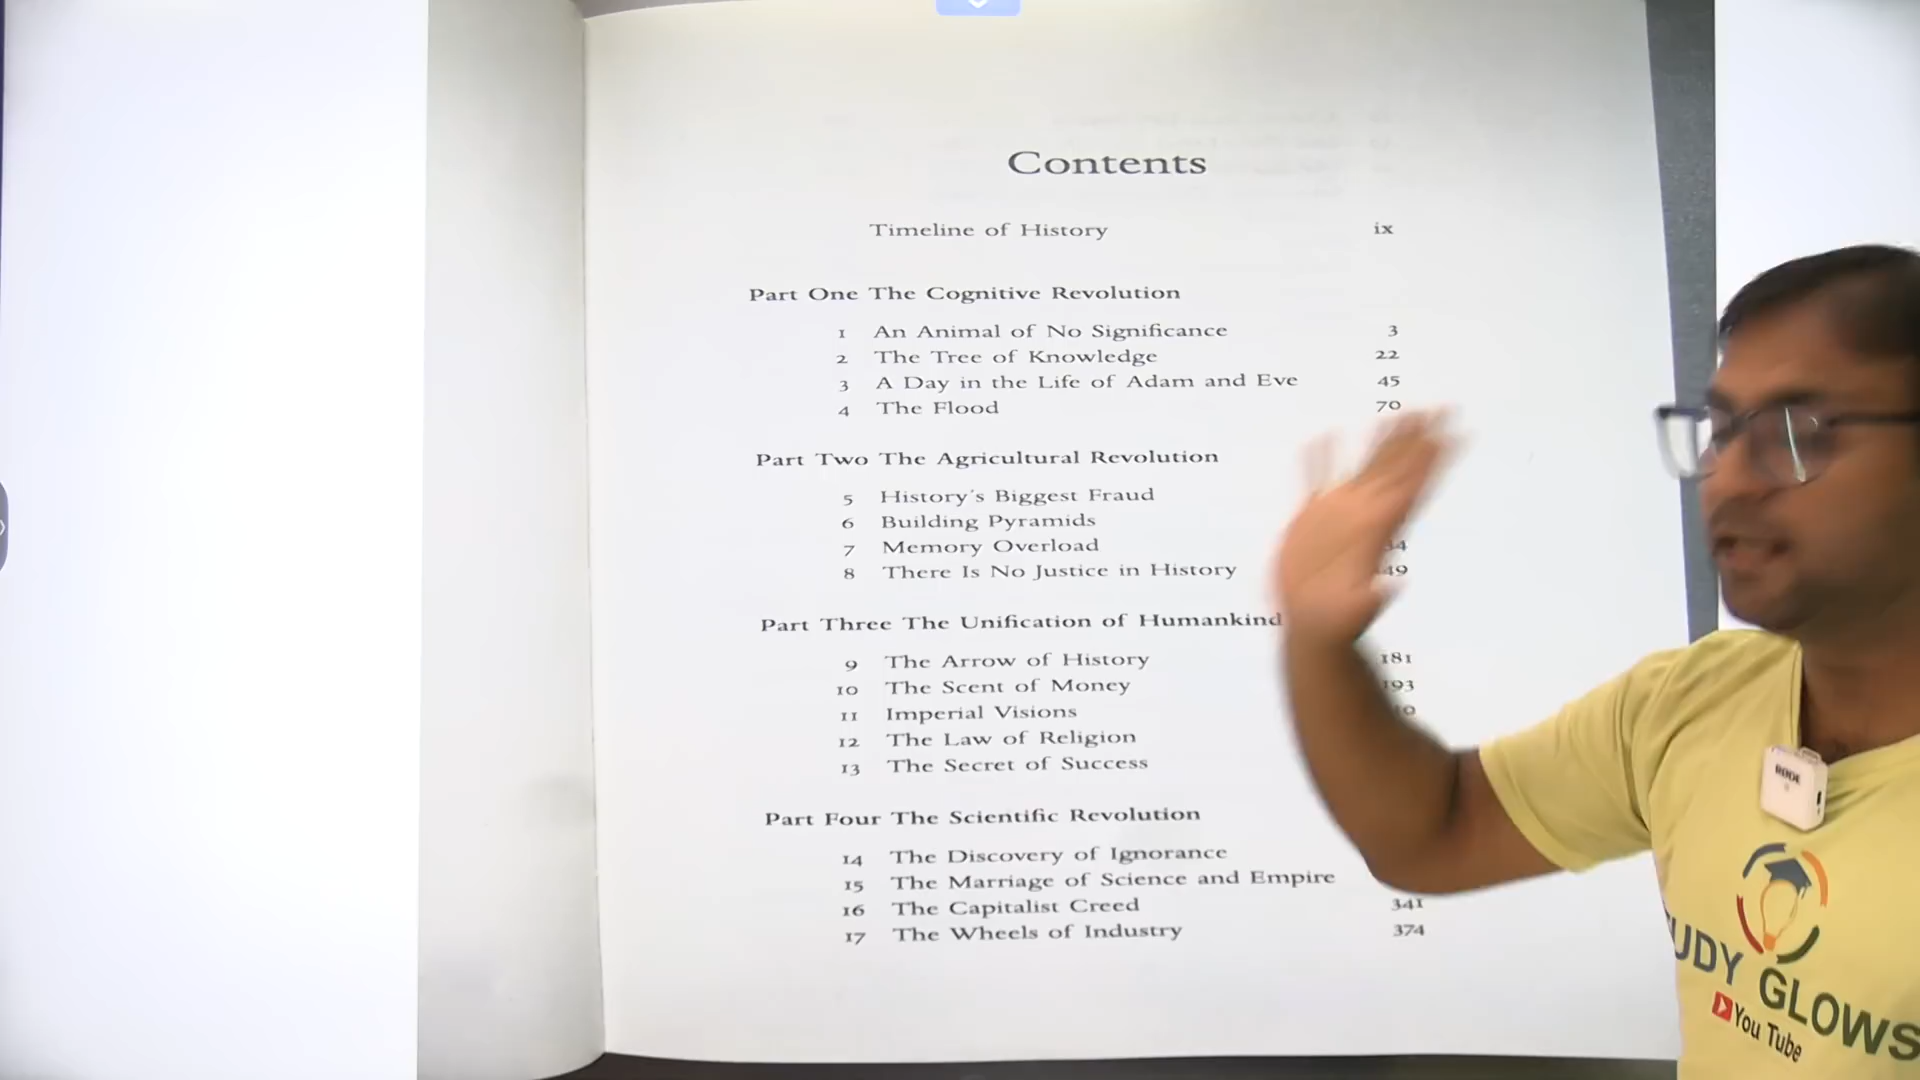 Contents
Timeline of History ix
Part One The Cognitive Revolution
1 An Animal of No Significance 3
2 The Tree of Knowledge 22
3 A Day in the Life of Adam and Eve 45
4 The Flood 70
Part Two The Agricultural Revolution
5 History's Biggest Fraud
6 Building Pyramids
7 Memory Overload
8 There Is No Justice in History
Part Three The Unification of Humankind
9 The Arrow of History 181
10 The Scent of Money 193
11 Imperial Visions
12 The Law of Religion
13 The Secret of Success
Part Four The Scientific Revolution
14 The Discovery of Ignorance
15 The Marriage of Science and Empire
16 The Capitalist Creed 341
17 The Wheels of Industry 374
RODE
UDY GLOWS
You Tube